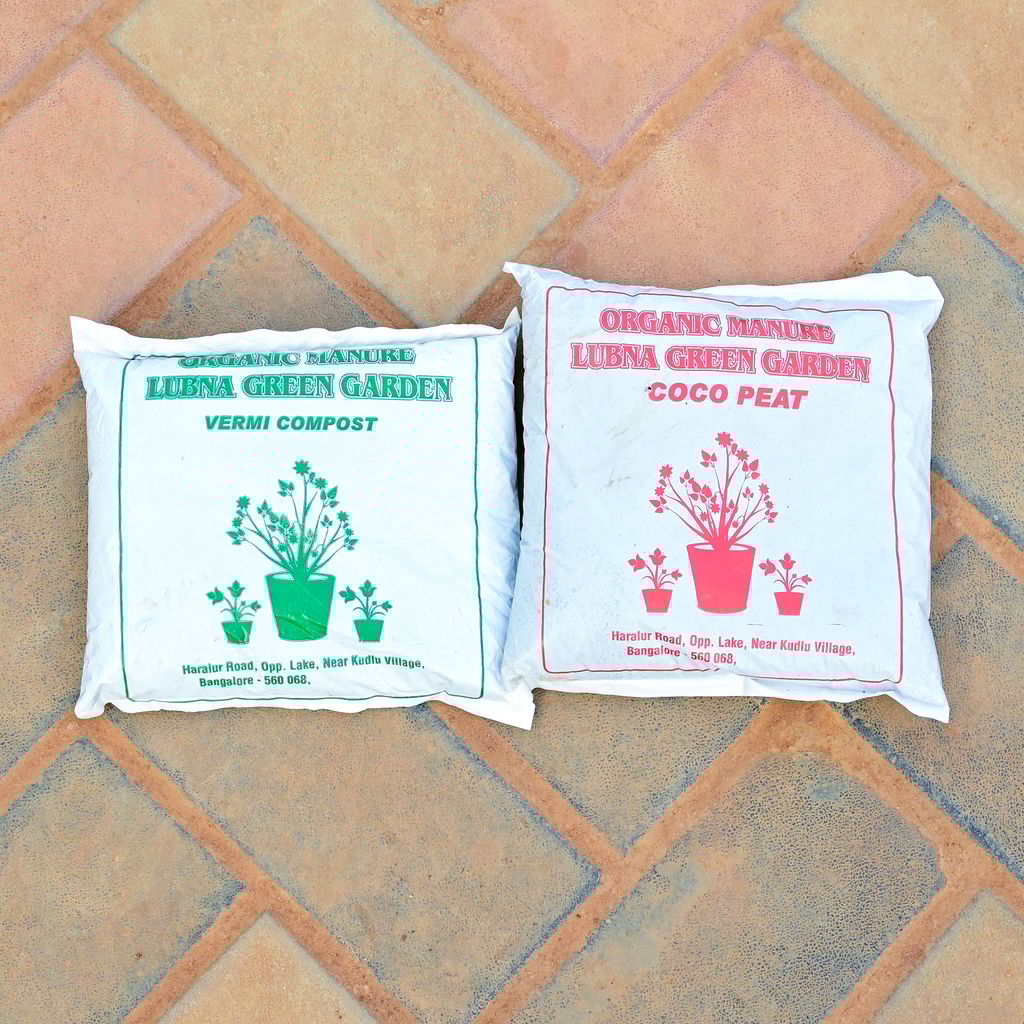 ORGANIC MANURE
LUBNA GREEN GARDEN
VERMI COMPOST
Haralur Road, Opp. Lake, Near Kudlu Village,
Bangalore - 560 068,
ORGANIC MANURE
LUBNA GREEN GARDEN
COCO PEAT
Haralur Road, Opp. Lake, Near Kudlu Village,
Bangalore - 560 068,